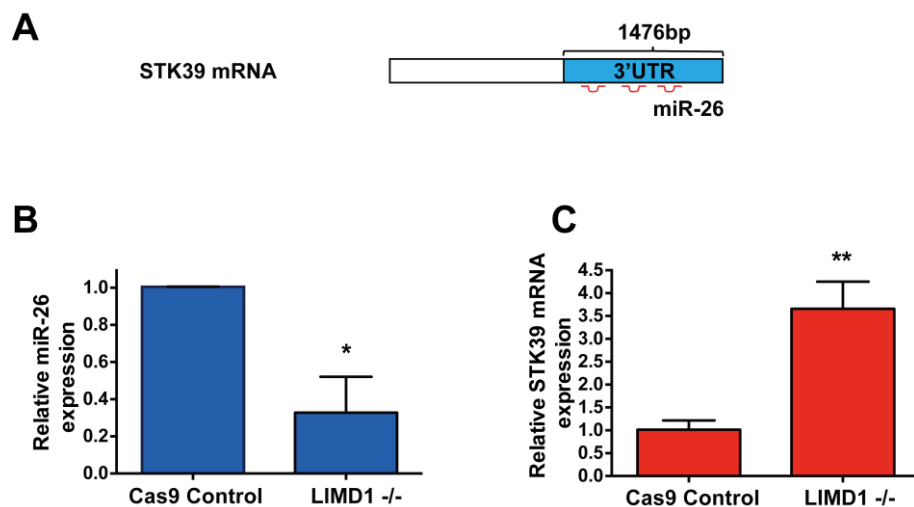 A
1476bp
STK39 mRNA
3'UTR
miR-26
B
Relative miR-26
expression
1.0
0.8
0.6
0.4
0.2
0.0
*
Cas9 Control
LIMD1 -/-
C
Relative STK39 mRNA
expression
4.5
4.0
3.5
3.0
2.5
2.0
1.5
1.0
0.5
0.0
**
Cas9 Control
LIMD1 -/-